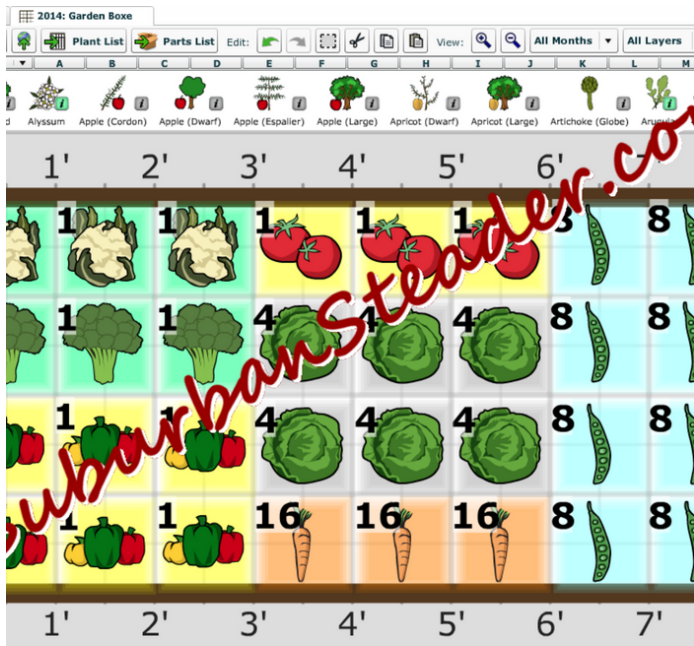 2014: Garden Boxe
Plant List Parts List Edit: View: All Months All Layers
A B C D E F G H I J K L M
d Alyssum Apple (Cordon) Apple (Dwarf) Apple (Espalier) Apple (Large) Apricot (Dwarf) Apricot (Large) Artichoke (Globe)
1' 2' 3' 4' 5' 6' 7'
1 1 1 1 1 8 8
1 1 4 4 4 8 8
1 1 4 4 4 8 8
1 1 16 16 16 8 8
SuburbanSteader.com
1' 2' 3' 4' 5' 6' 7'